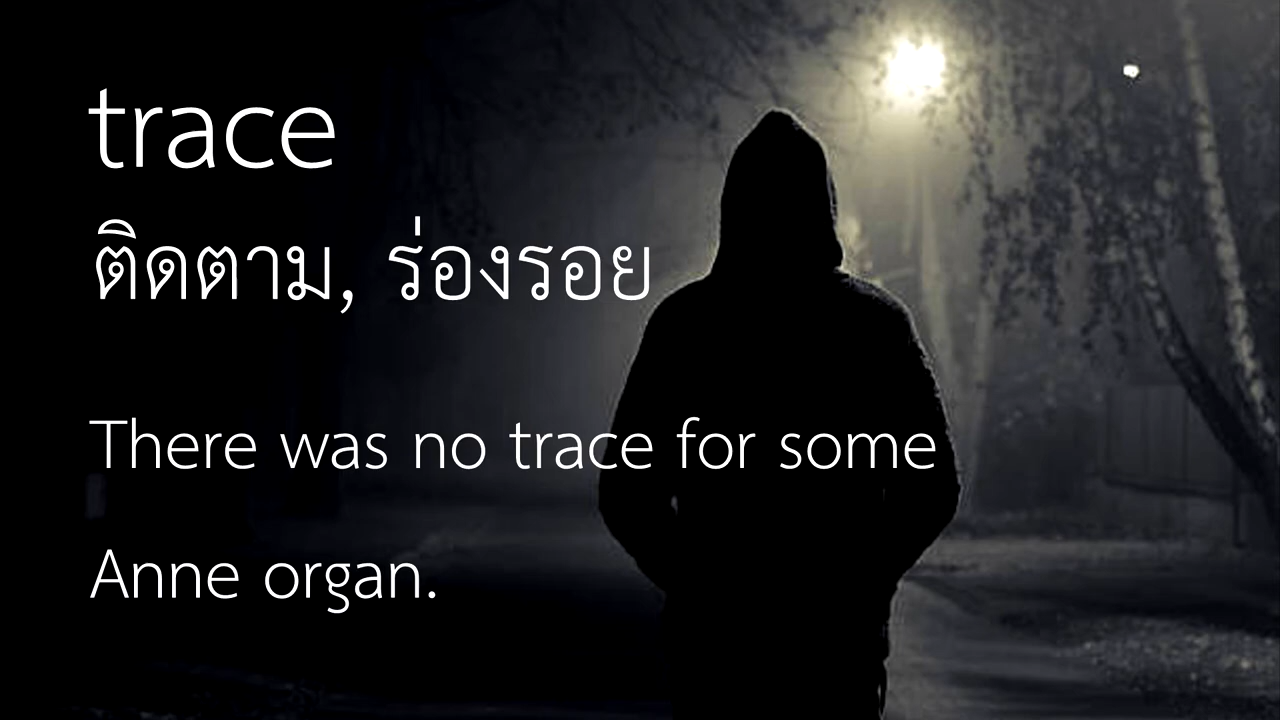 trace
ติดตาม, ร่องรอย
There was no trace for some
Anne organ.